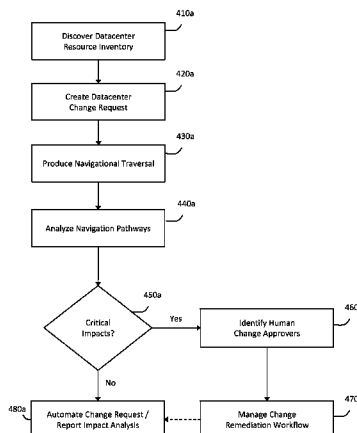 410a
Discover Datacenter
Resource Inventory
420a
Create Datacenter
Change Request
430a
Produce Navigational Traversal
440a
Analyze Navigation Pathways
450a
Critical
Impacts?
Yes
460
Identify Human
Change Approvers
No
470
480a
Automate Change Request /
Report Impact Analysis
Manage Change
Remediation Workflow